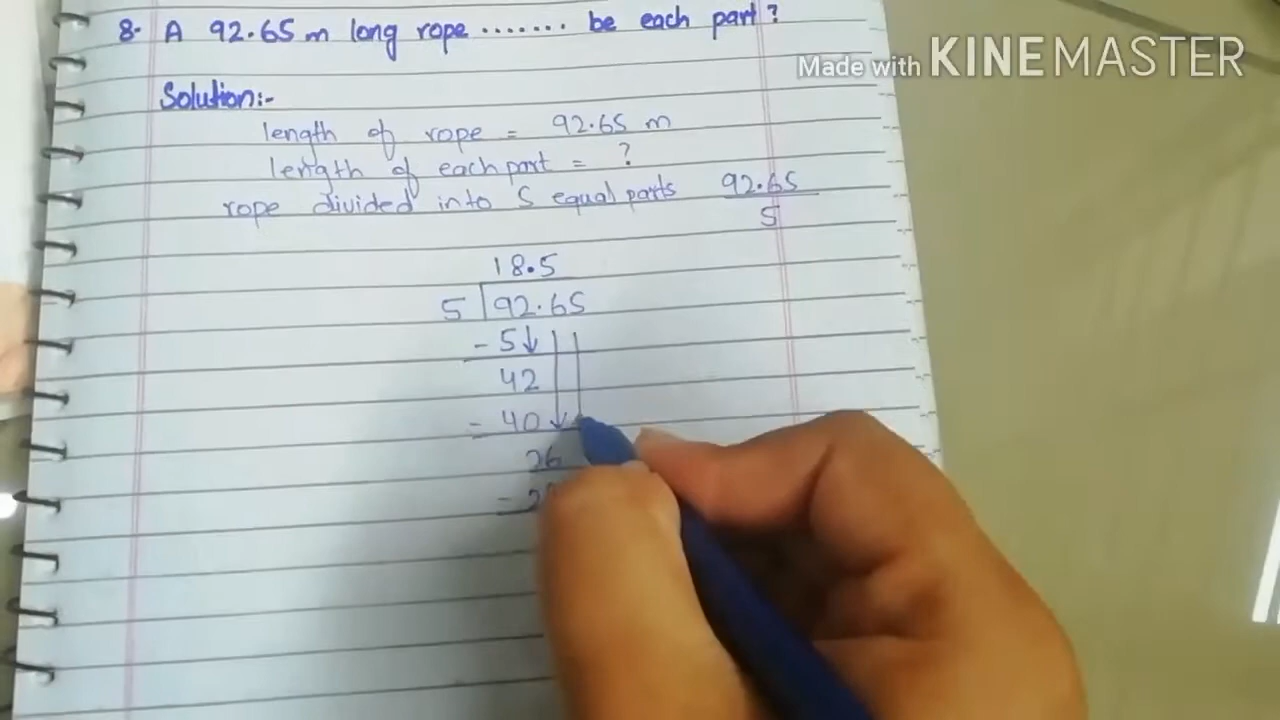 8. A 92.65 m long rope ....... be each part?
Made with KINEMASTER
Solution:-
length of rope = 92.65 m
length of each part = ?
rope divided into 5 equal parts 92.65
5
18.5
5 92.65
- 5↓
42
- 40↓
26